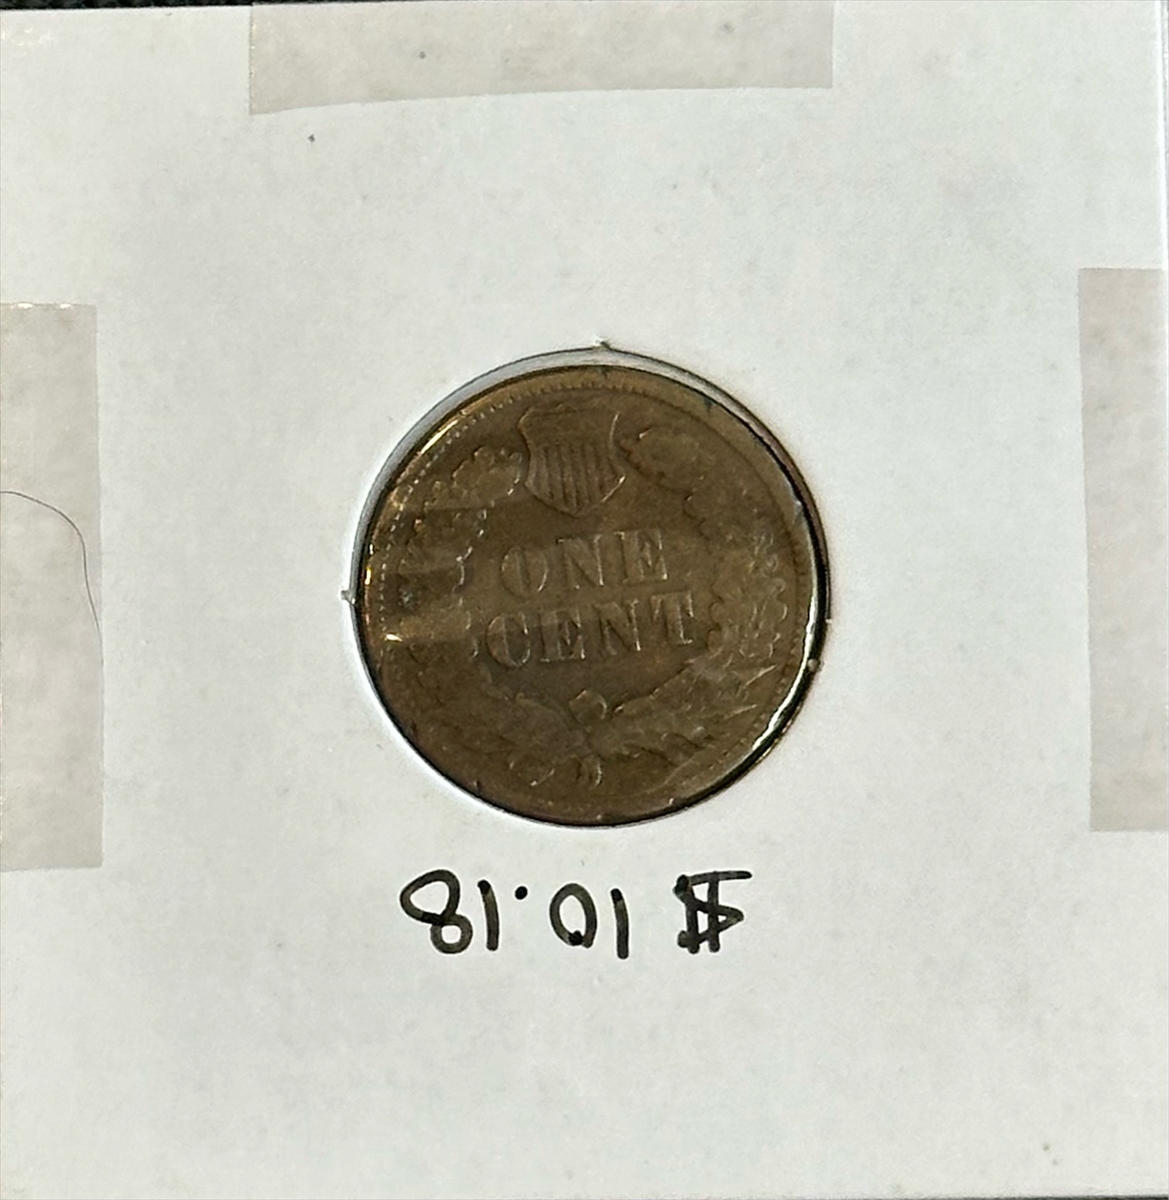 ONE
CENT
$ 10.18